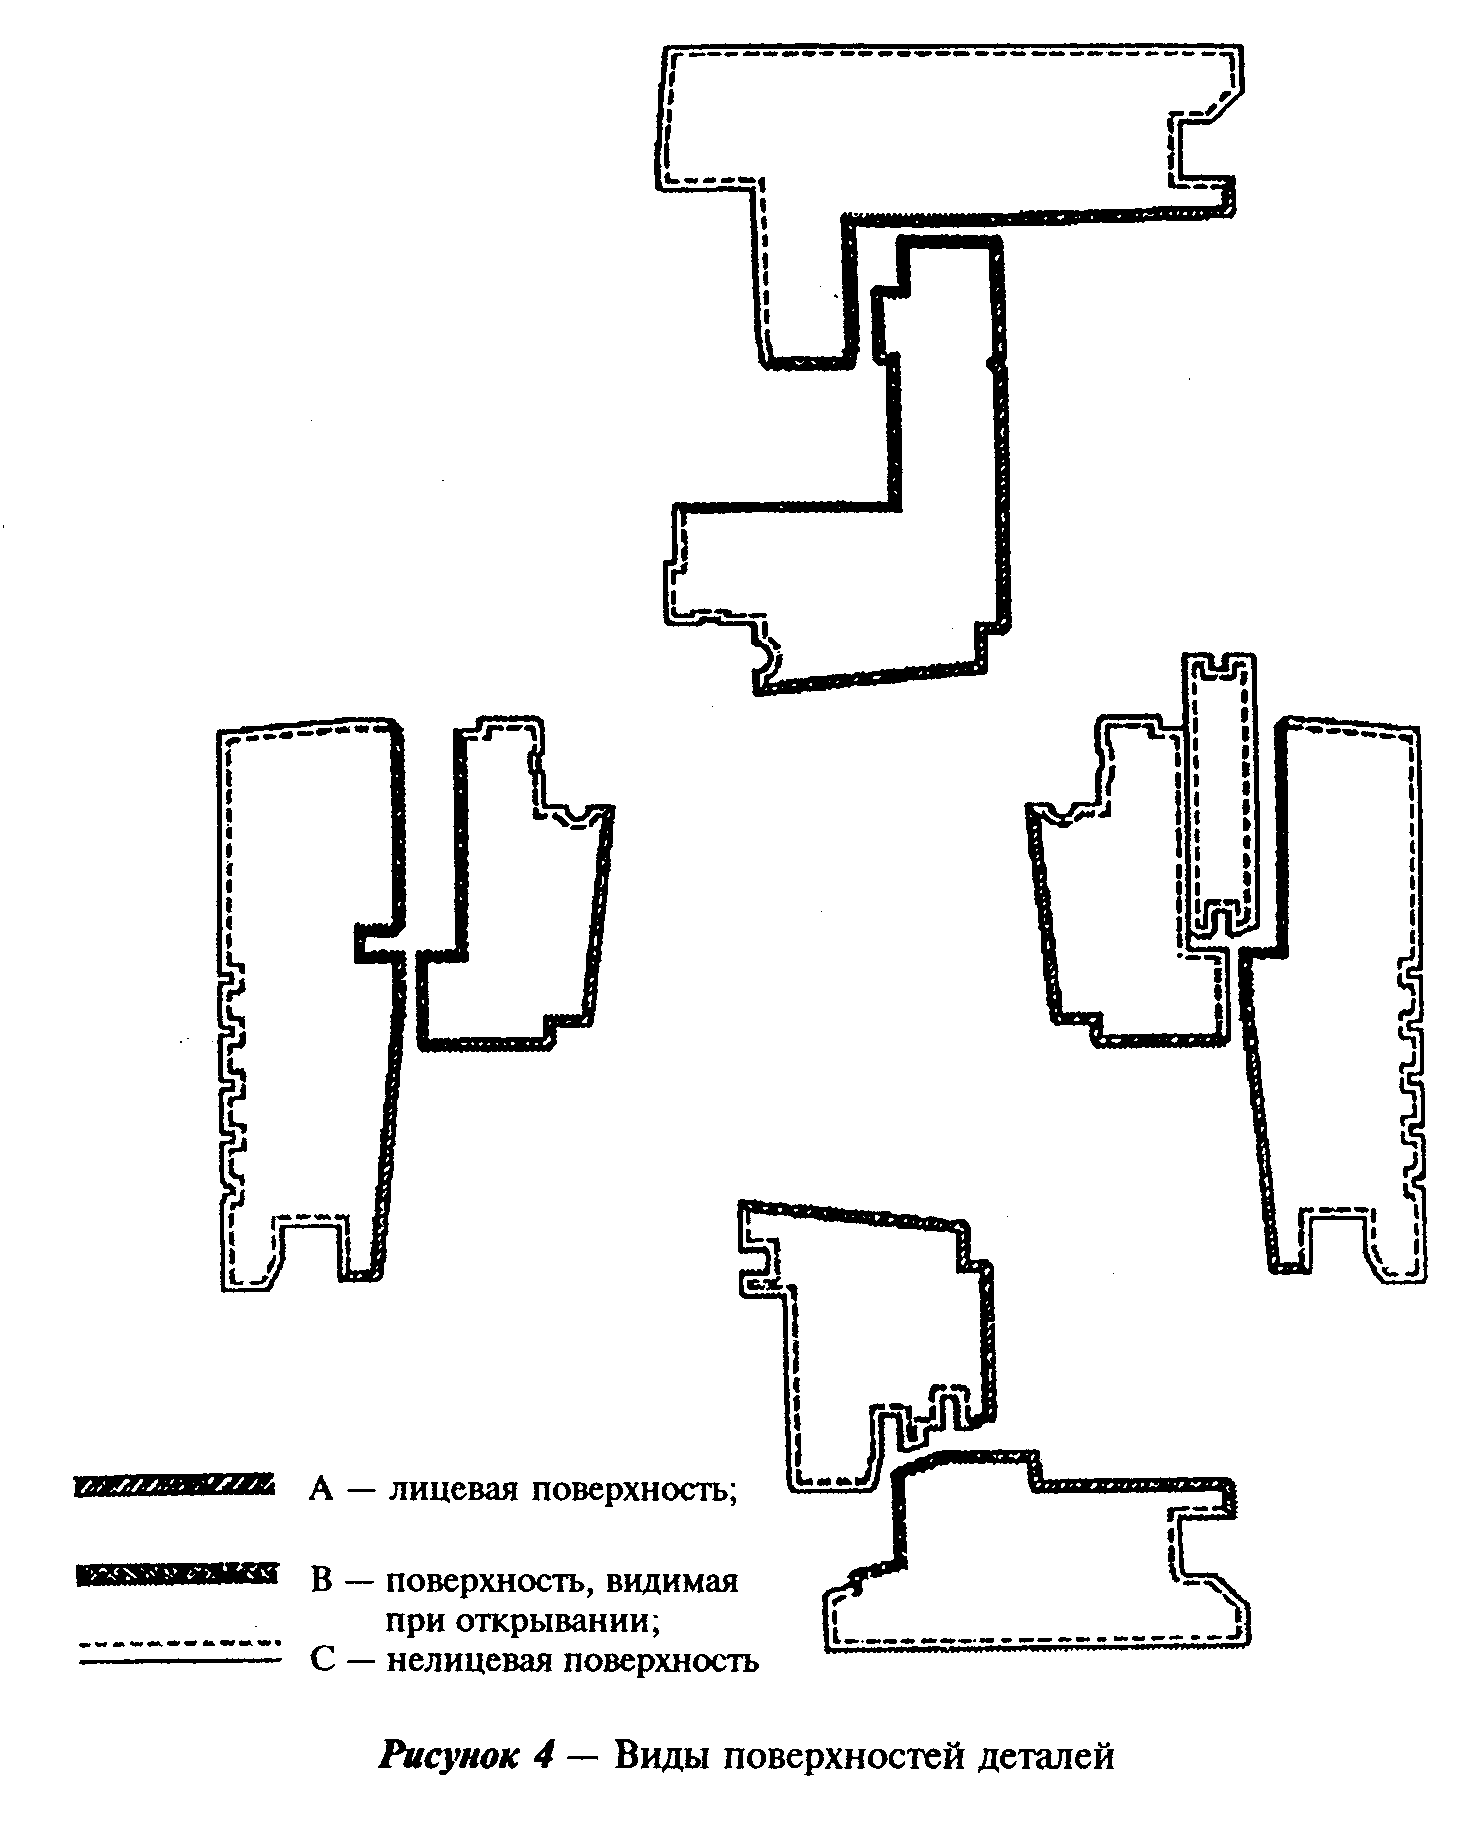 А — лицевая поверхность;
В — поверхность, видимая
при открывании;
С — нелицевая поверхность
Рисунок 4 — Виды поверхностей деталей